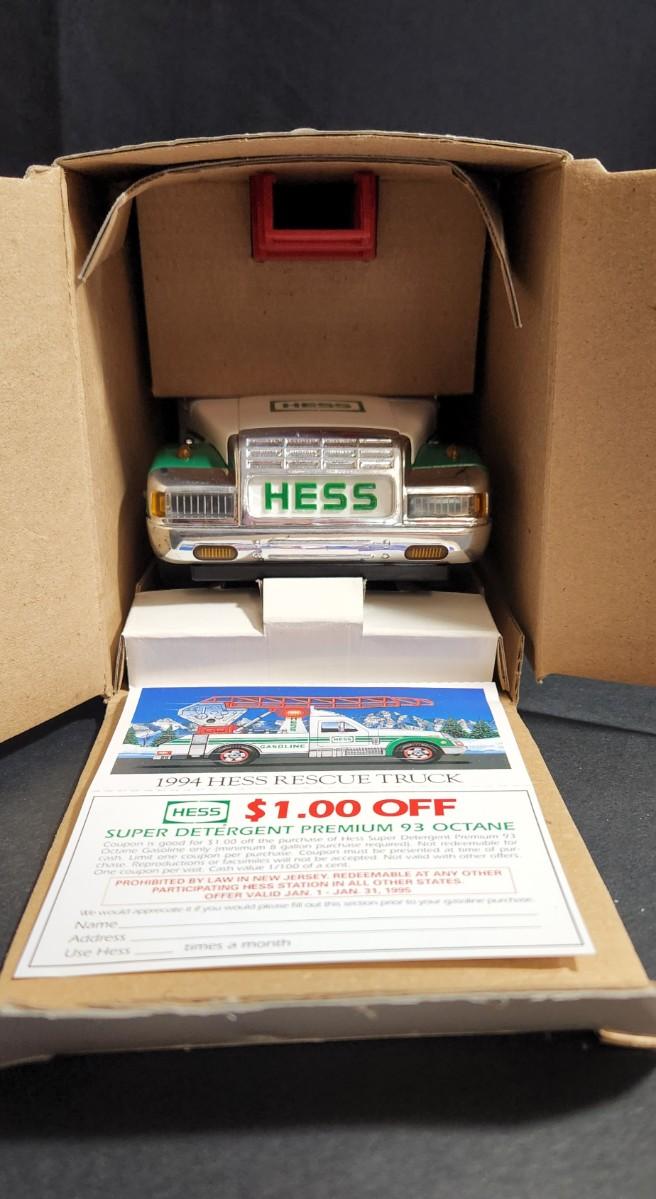 HESS
HESS
GASOLINE
HESS
1994 HESS RESCUE TRUCK
HESS $1.00 OFF
SUPER DETERGENT PREMIUM 93 OCTANE
Coupon is good for $1.00 off the purchase of Hess Super Detergent Premium 93
Octane Gasoline only (minimum 8 gallon purchase required). Not redeemable for
cash. Limit one coupon per purchase. Coupon must be presented at time of pur-
chase. Reproductions or facsimiles will not be accepted. Not valid with other offers.
One coupon per visit. Cash value 1/100 of a cent.
PROHIBITED BY LAW IN NEW JERSEY. REDEEMABLE AT ANY OTHER
PARTICIPATING HESS STATION IN ALL OTHER STATES.
OFFER VALID JAN. 1 - JAN. 31, 1995
We would appreciate it if you would please fill out this section prior to your gasoline purchase.
Name
Address
Use Hess times a month